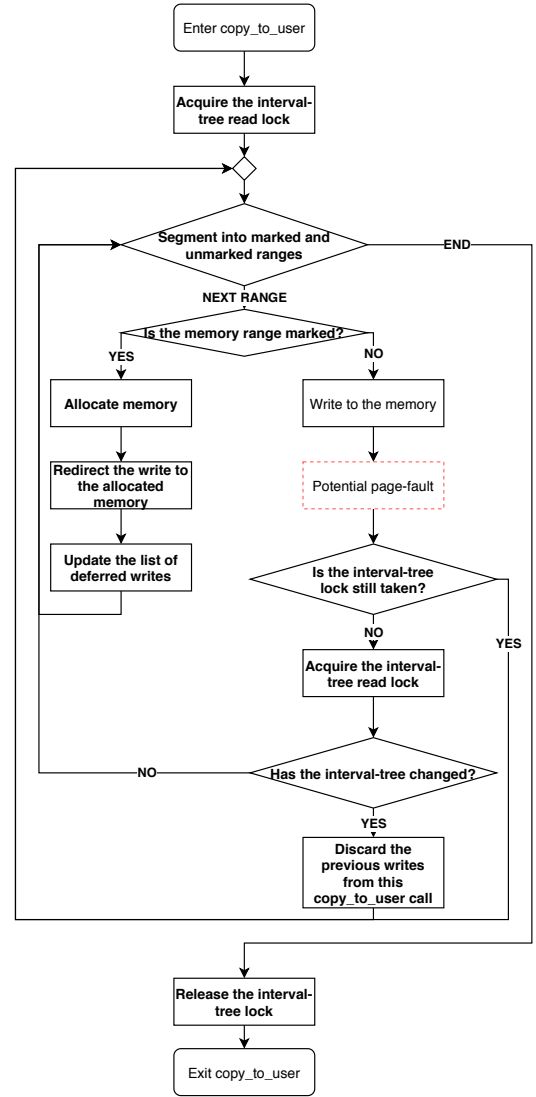 Enter copy_to_user
Acquire the interval-
tree read lock
Segment into marked and
unmarked ranges
END
NEXT RANGE
Is the memory range marked?
YES
NO
Allocate memory
Write to the memory
Redirect the write to
the allocated
memory
Potential page-fault
Update the list of
deferred writes
Is the interval-tree
lock still taken?
NO
YES
Acquire the interval-
tree read lock
Has the interval-tree changed?
NO
YES
Discard the
previous writes
from this
copy_to_user call
Release the interval-
tree lock
Exit copy_to_user